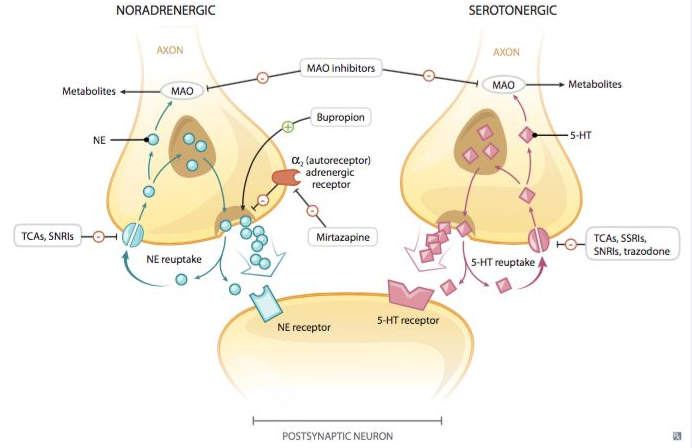 NORADRENERGIC
SEROTONERGIC
AXON
AXON
MAO inhibitors
Metabolites
MAO
MAO
Metabolites
Bupropion
NE
5-HT
α₂ (autoreceptor)
adrenergic
receptor
TCAs, SNRIs
Mirtazapine
TCAs, SSRIs,
SNRIs, trazodone
NE reuptake
5-HT reuptake
NE receptor
5-HT receptor
POSTSYNAPTIC NEURON